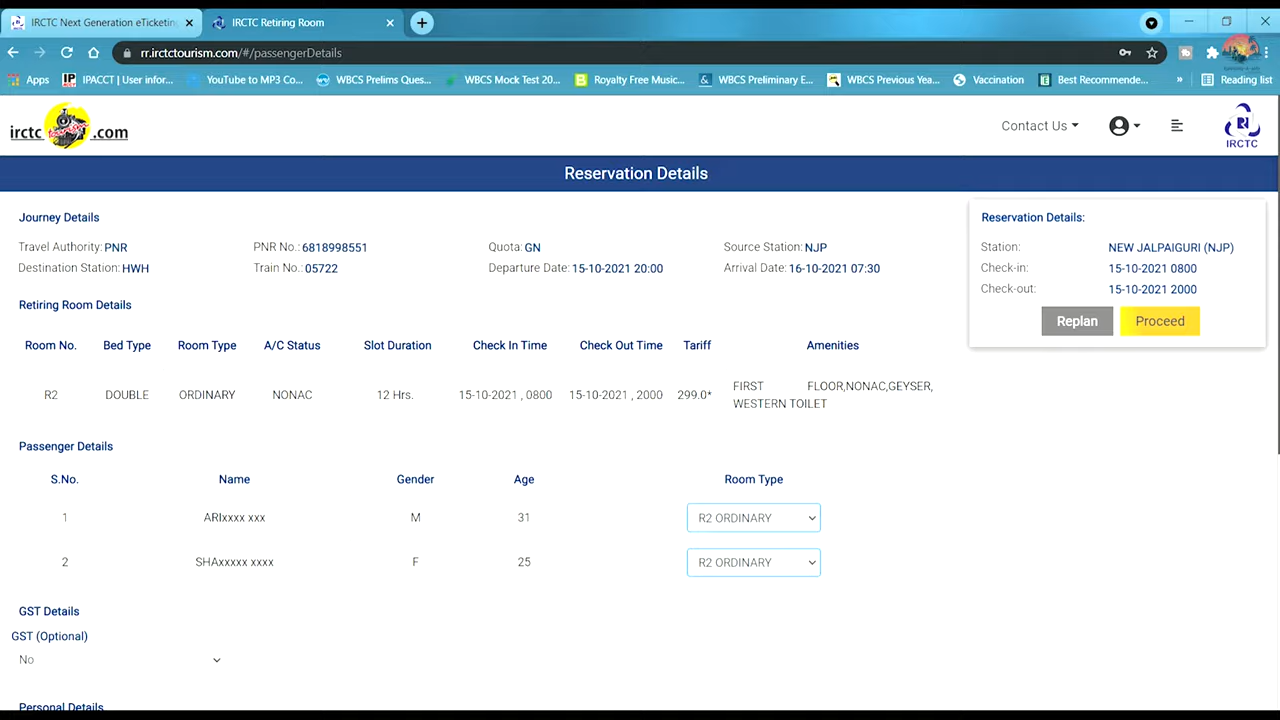 IRCTC Next Generation eTicketing
IRCTC Retiring Room
rr.irctctourism.com/#/passengerDetails
Apps
IPACCT | User infor...
YouTube to MP3 Co...
WBCS Prelims Ques...
WBCS Mock Test 20...
Royalty Free Music...
WBCS Preliminary E...
WBCS Previous Yea...
Vaccination
Best Recommende...
Reading list
irctc tourism .com
Contact Us
IRCTC
Reservation Details
Journey Details
Travel Authority: PNR PNR No.: 6818998551 Quota: GN Source Station: NJP
Destination Station: HWH Train No.: 05722 Departure Date: 15-10-2021 20:00 Arrival Date: 16-10-2021 07:30
Reservation Details:
Station: NEW JALPAIGURI (NJP)
Check-in: 15-10-2021 0800
Check-out: 15-10-2021 2000
Replan Proceed
Retiring Room Details
Room No. Bed Type Room Type A/C Status Slot Duration Check In Time Check Out Time Tariff Amenities
R2 DOUBLE ORDINARY NONAC 12 Hrs. 15-10-2021 , 0800 15-10-2021 , 2000 299.0* FIRST FLOOR,NONAC,GEYSER,
WESTERN TOILET
Passenger Details
S.No. Name Gender Age Room Type
1 ARIxxxx xxx M 31 R2 ORDINARY
2 SHAxxxxx xxxx F 25 R2 ORDINARY
GST Details
GST (Optional)
No
Personal Details